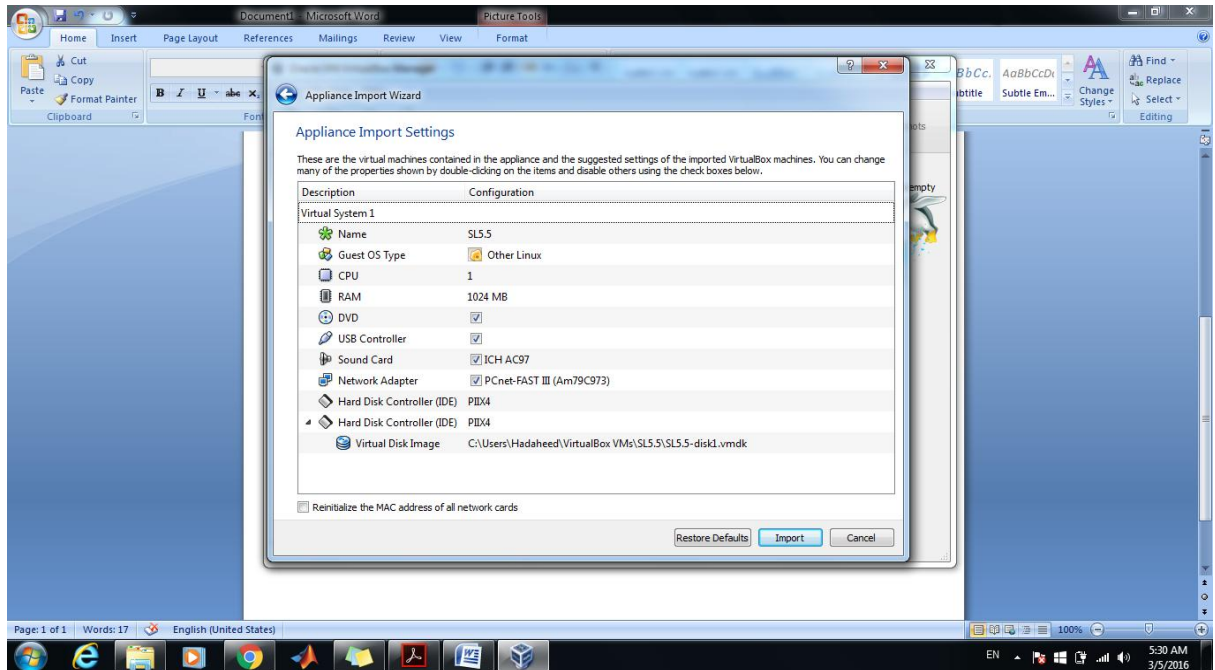 Document1 - Microsoft Word
Picture Tools
Home Insert Page Layout References Mailings Review View Format
Cut
Copy
Format Painter
Paste
Clipboard
B I U abc x,
Font
BbCc. AaBbCcDc
btitle Subtle Em...
Change
Styles
Find
Replace
Select
Editing
Appliance Import Wizard
Appliance Import Settings
These are the virtual machines contained in the appliance and the suggested settings of the imported VirtualBox machines. You can change
many of the properties shown by double-clicking on the items and disable others using the check boxes below.
Description Configuration
Virtual System 1
Name SL5.5
Guest OS Type Other Linux
CPU 1
RAM 1024 MB
DVD
USB Controller
Sound Card ICH AC97
Network Adapter PCnet-FAST III (Am79C973)
Hard Disk Controller (IDE) PIIX4
Hard Disk Controller (IDE) PIIX4
Virtual Disk Image C:\Users\Hadaheed\VirtualBox VMs\SL5.5\SL5.5-disk1.vmdk
Reinitialize the MAC address of all network cards
Restore Defaults Import Cancel
ots
empty
Page: 1 of 1 Words: 17 English (United States)
100%
EN
5:30 AM
3/5/2016